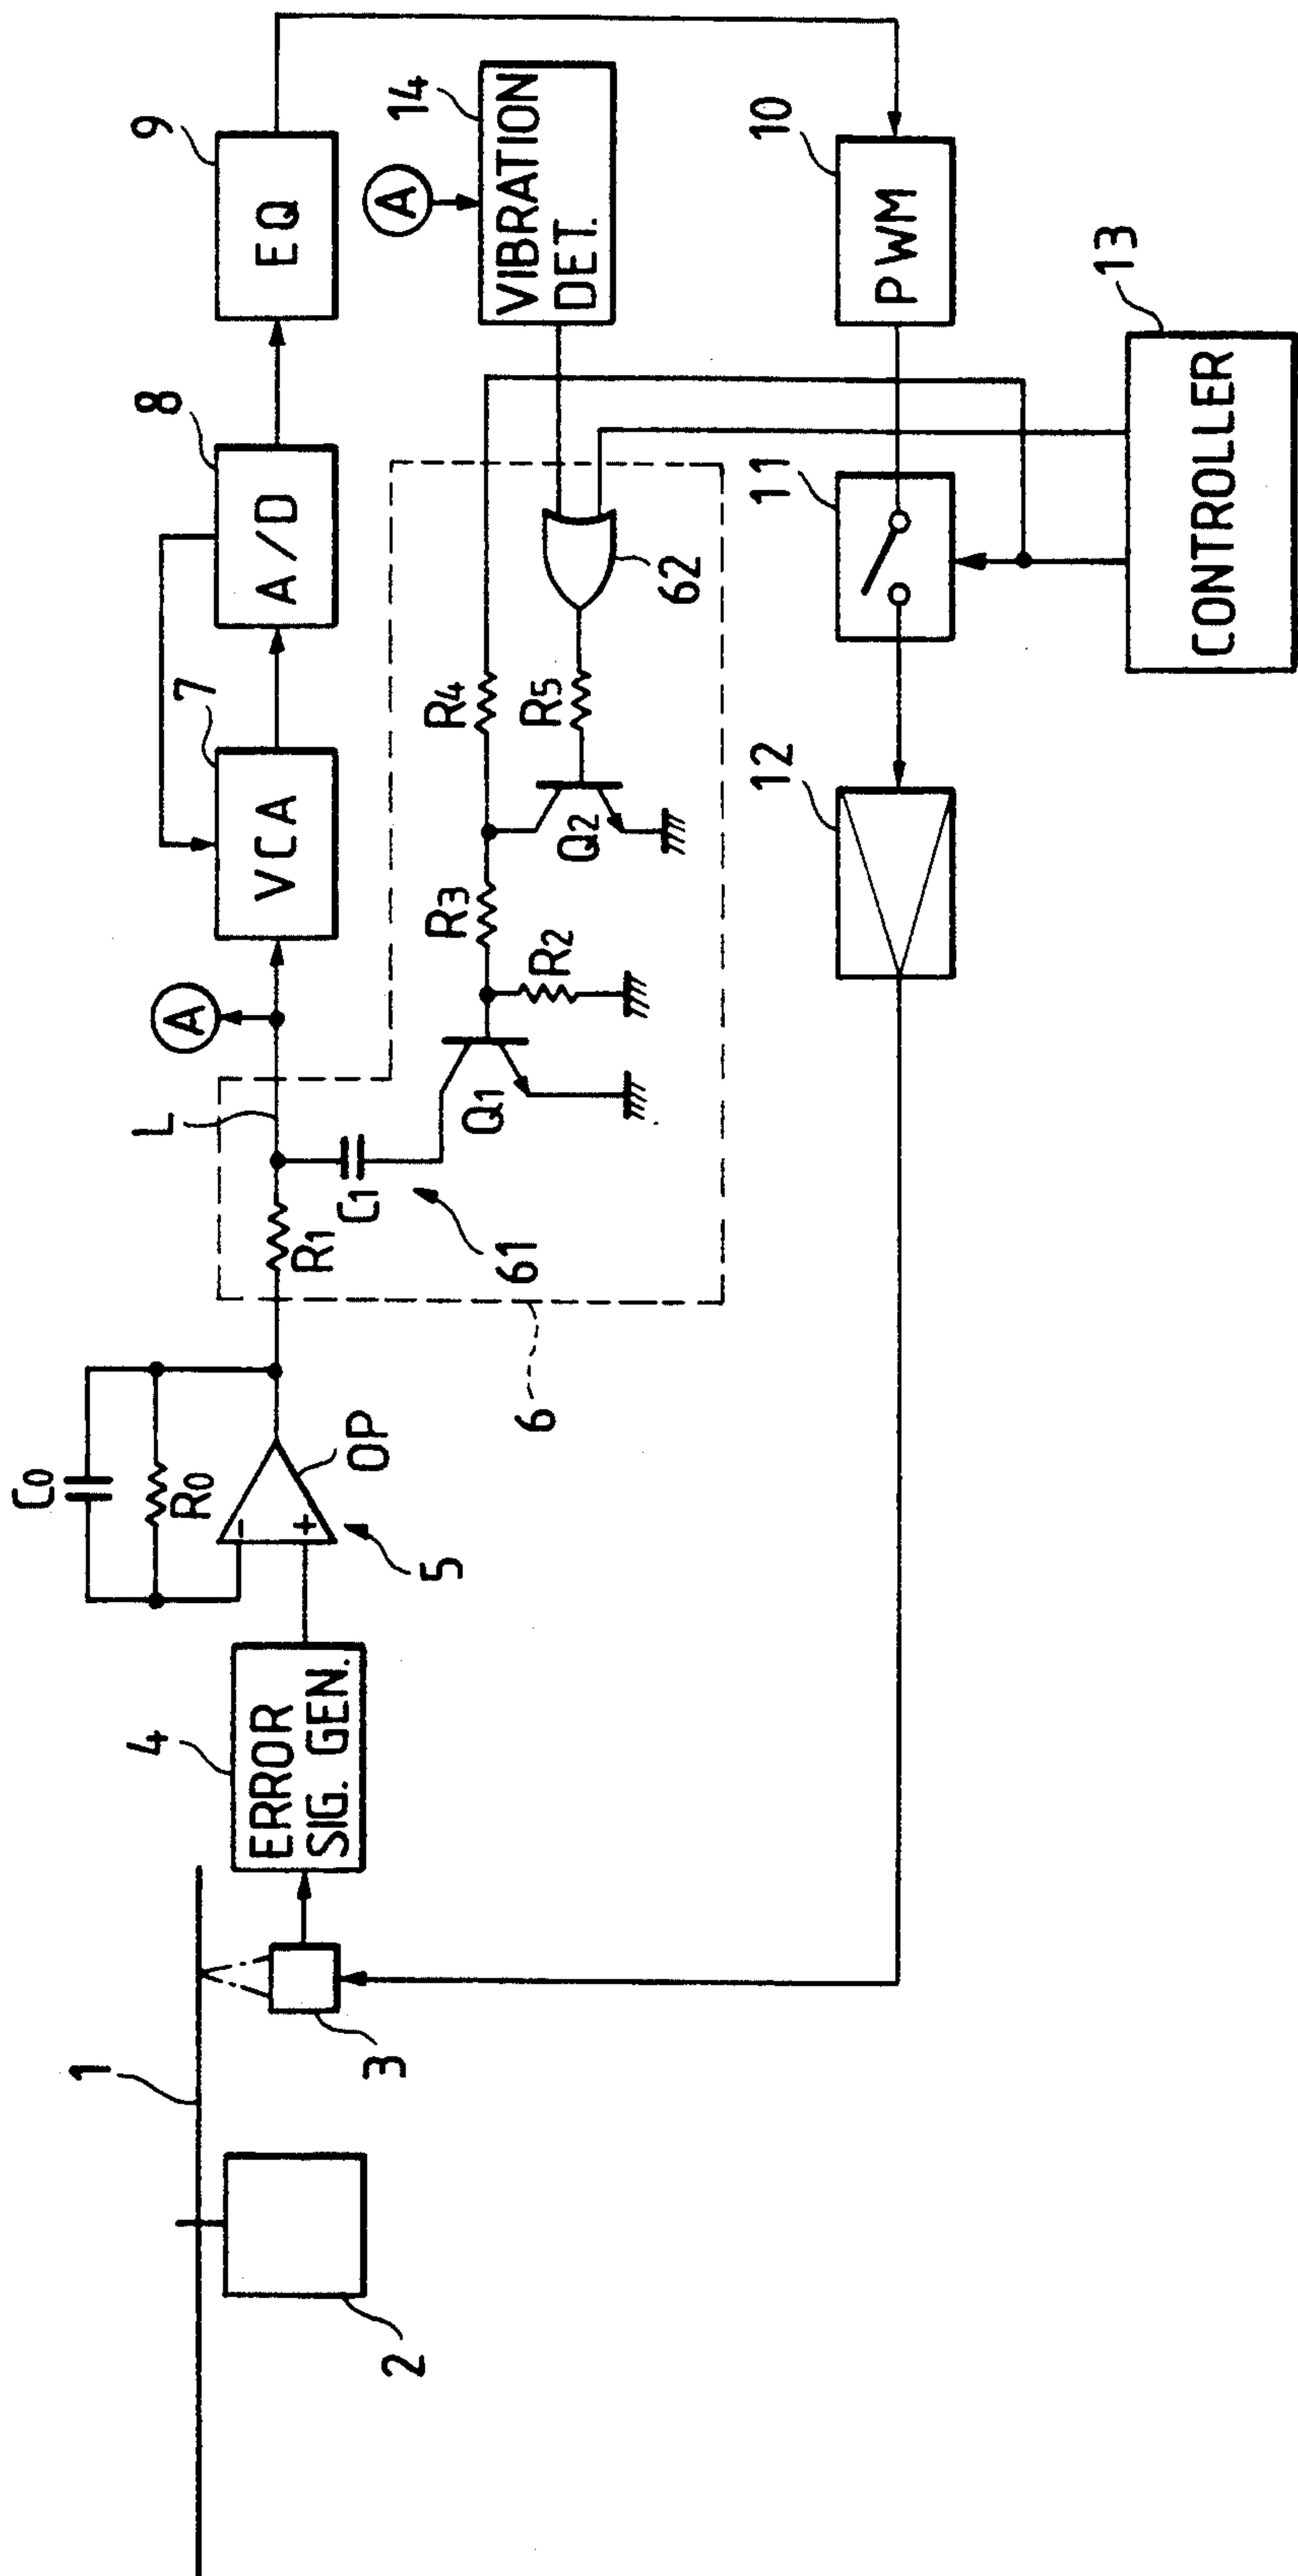 1
2
3
4
ERROR
SIG. GEN.
C0
R0
-
+
OP
5
6
R1
L
C1
61
A
7
VCA
8
A/D
9
EQ
Q1
R2
R3
Q2
R4
R5
62
A
14
VIBRATION
DET.
10
PWM
11
12
13
CONTROLLER